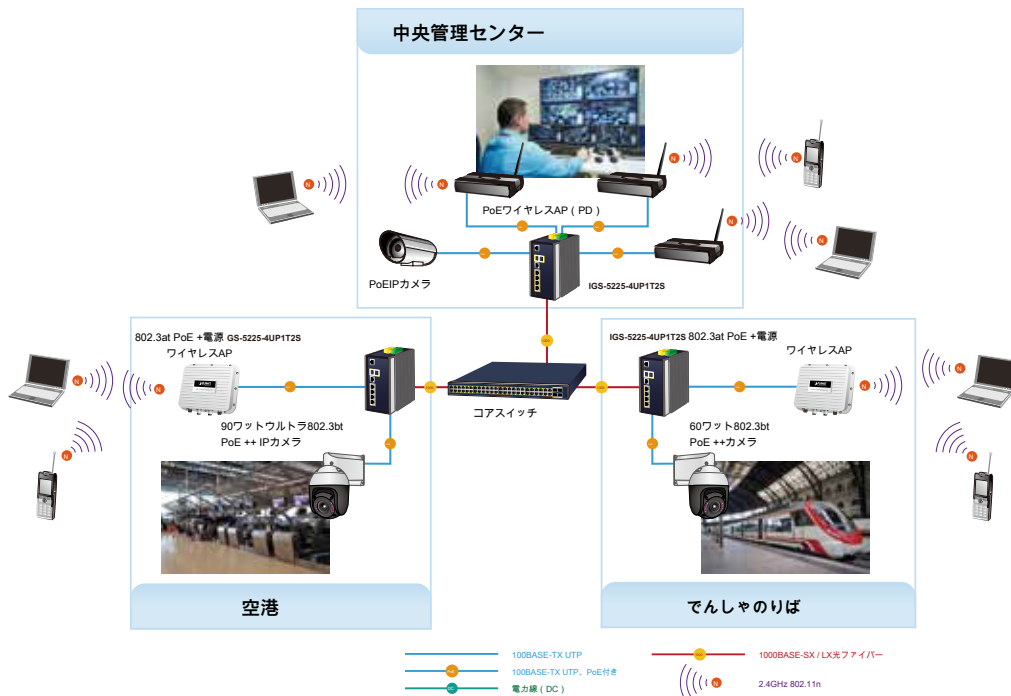 中央管理センター
N
N
N
N
PoEワイヤレスAP ( PD )
N
N
PoEIPカメラ
IGS-5225-4UP1T2S
802.3at PoE +電源 GS-5225-4UP1T2S
ワイヤレスAP
IGS-5225-4UP1T2S 802.3at PoE +電源
ワイヤレスAP
N
N
N
N
コアスイッチ
90ワットウルトラ802.3bt
PoE ++ IPカメラ
60ワット802.3bt
PoE ++カメラ
N
N
空港
でんしゃのりば
100BASE-TX UTP
1000BASE-SX / LX光ファイバー
100BASE-TX UTP、PoE付き
N
2.4GHz 802.11n
電力線 ( DC )